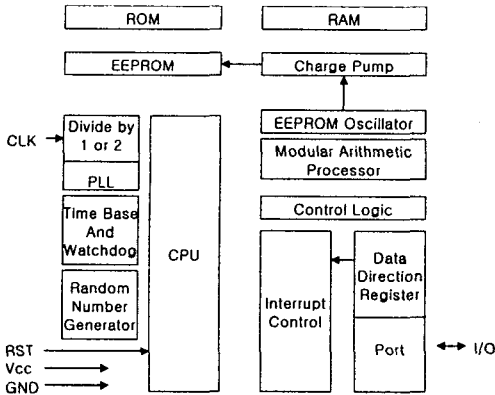 ROM
RAM
EEPROM
Charge Pump
EEPROM Oscillator
Modular Arithmetic
Processor
Control Logic
CLK
Divide by
1 or 2
PLL
Time Base
And
Watchdog
Random
Number
Generator
CPU
Interrupt
Control
Data
Direction
Register
Port
I/O
RST
Vcc
GND